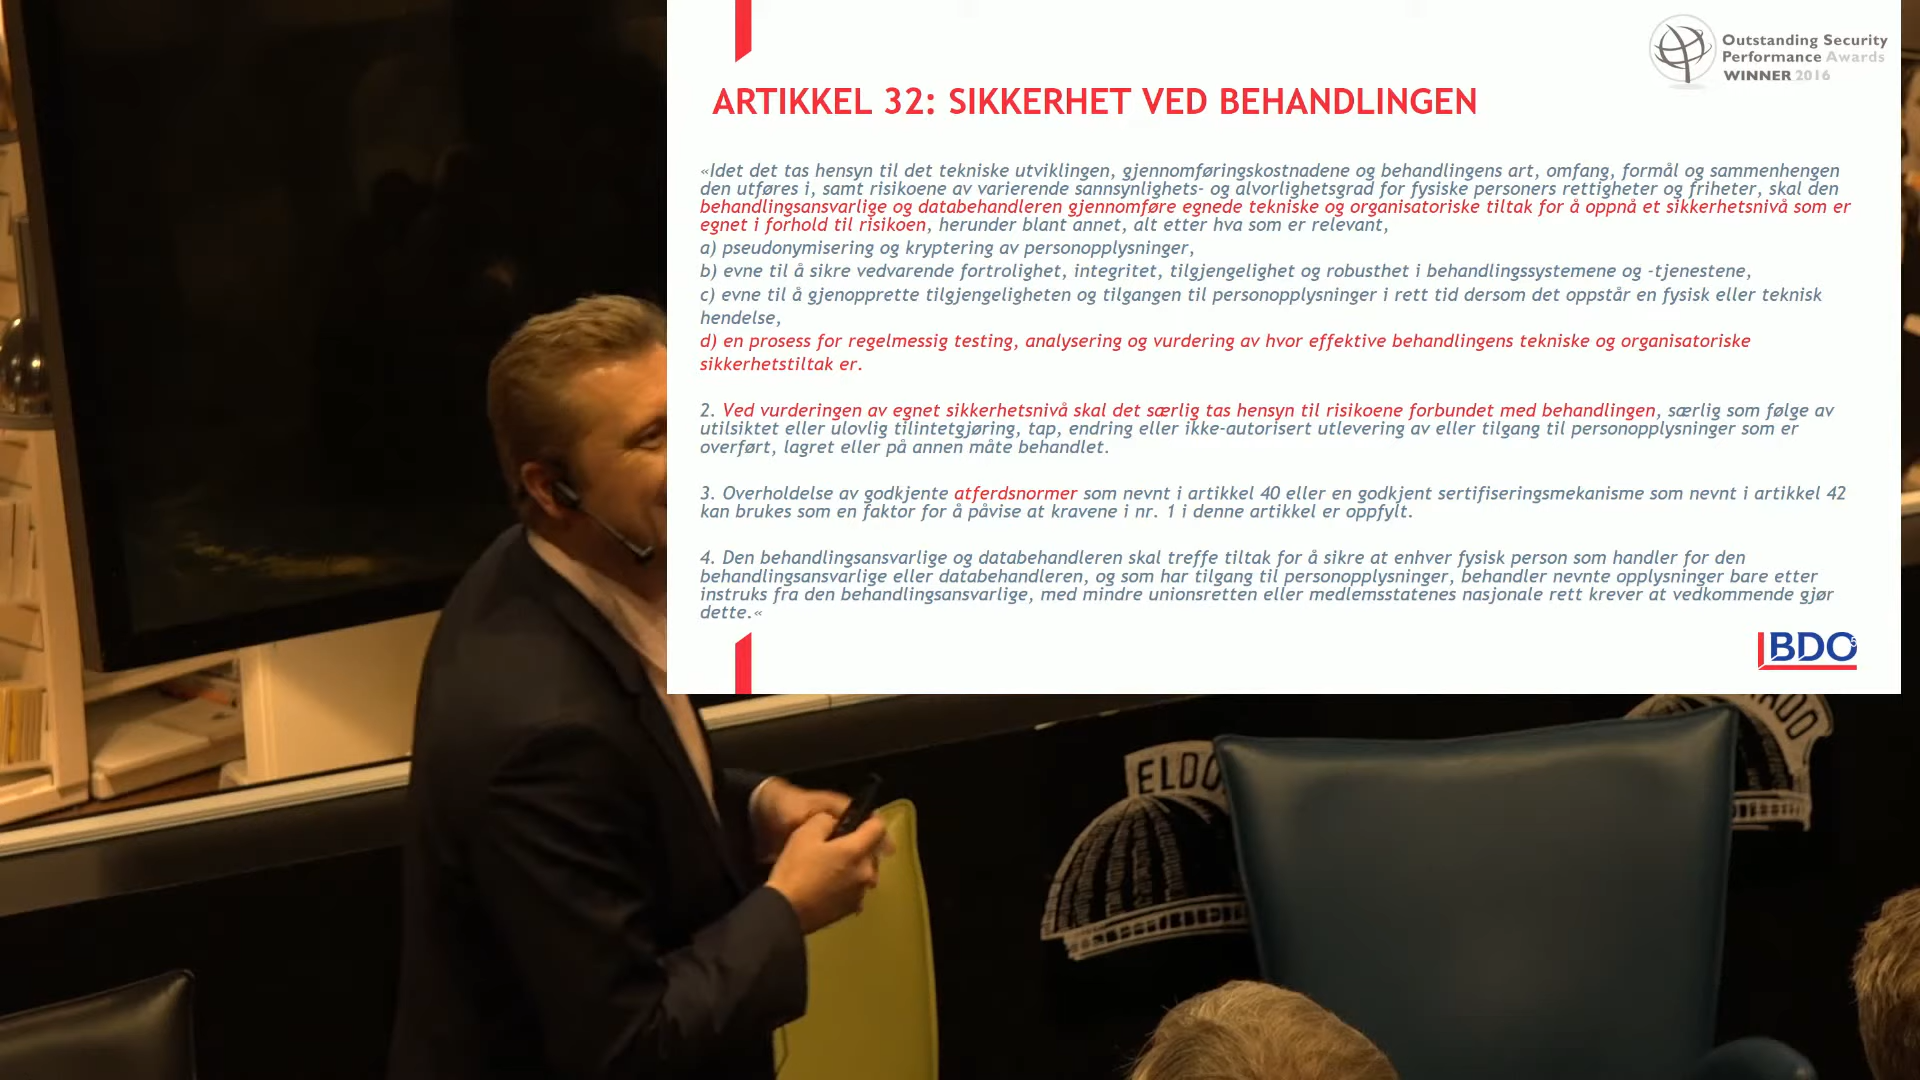 Outstanding Security
Performance Awards
WINNER 2016
ARTIKKEL 32: SIKKERHET VED BEHANDLINGEN
«Idet det tas hensyn til det tekniske utviklingen, gjennomføringskostnadene og behandlingens art, omfang, formål og sammenhengen
den utføres i, samt risikoene av varierende sannsynlighets- og alvorlighetsgrad for fysiske personers rettigheter og friheter, skal den
behandlingsansvarlige og databehandleren gjennomføre egnede tekniske og organisatoriske tiltak for å oppnå et sikkerhetsnivå som er
egnet i forhold til risikoen, herunder blant annet, alt etter hva som er relevant,
a) pseudonymisering og kryptering av personopplysninger,
b) evne til å sikre vedvarende fortrolighet, integritet, tilgjengelighet og robusthet i behandlingssystemene og -tjenestene,
c) evne til å gjenopprette tilgjengeligheten og tilgangen til personopplysninger i rett tid dersom det oppstår en fysisk eller teknisk
hendelse,
d) en prosess for regelmessig testing, analysering og vurdering av hvor effektive behandlingens tekniske og organisatoriske
sikkerhetstiltak er.
2. Ved vurderingen av egnet sikkerhetsnivå skal det særlig tas hensyn til risikoene forbundet med behandlingen, særlig som følge av
utilsiktet eller ulovlig tilintetgjøring, tap, endring eller ikke-autorisert utlevering av eller tilgang til personopplysninger som er
overført, lagret eller på annen måte behandlet.
3. Overholdelse av godkjente atferdsnormer som nevnt i artikkel 40 eller en godkjent sertifiseringsmekanisme som nevnt i artikkel 42
kan brukes som en faktor for å påvise at kravene i nr. 1 i denne artikkel er oppfylt.
4. Den behandlingsansvarlige og databehandleren skal treffe tiltak for å sikre at enhver fysisk person som handler for den
behandlingsansvarlige eller databehandleren, og som har tilgang til personopplysninger, behandler nevnte opplysninger bare etter
instruks fra den behandlingsansvarlige, med mindre unionsretten eller medlemsstatenes nasjonale rett krever at vedkommende gjør
dette.«
BDO
5
ELDO